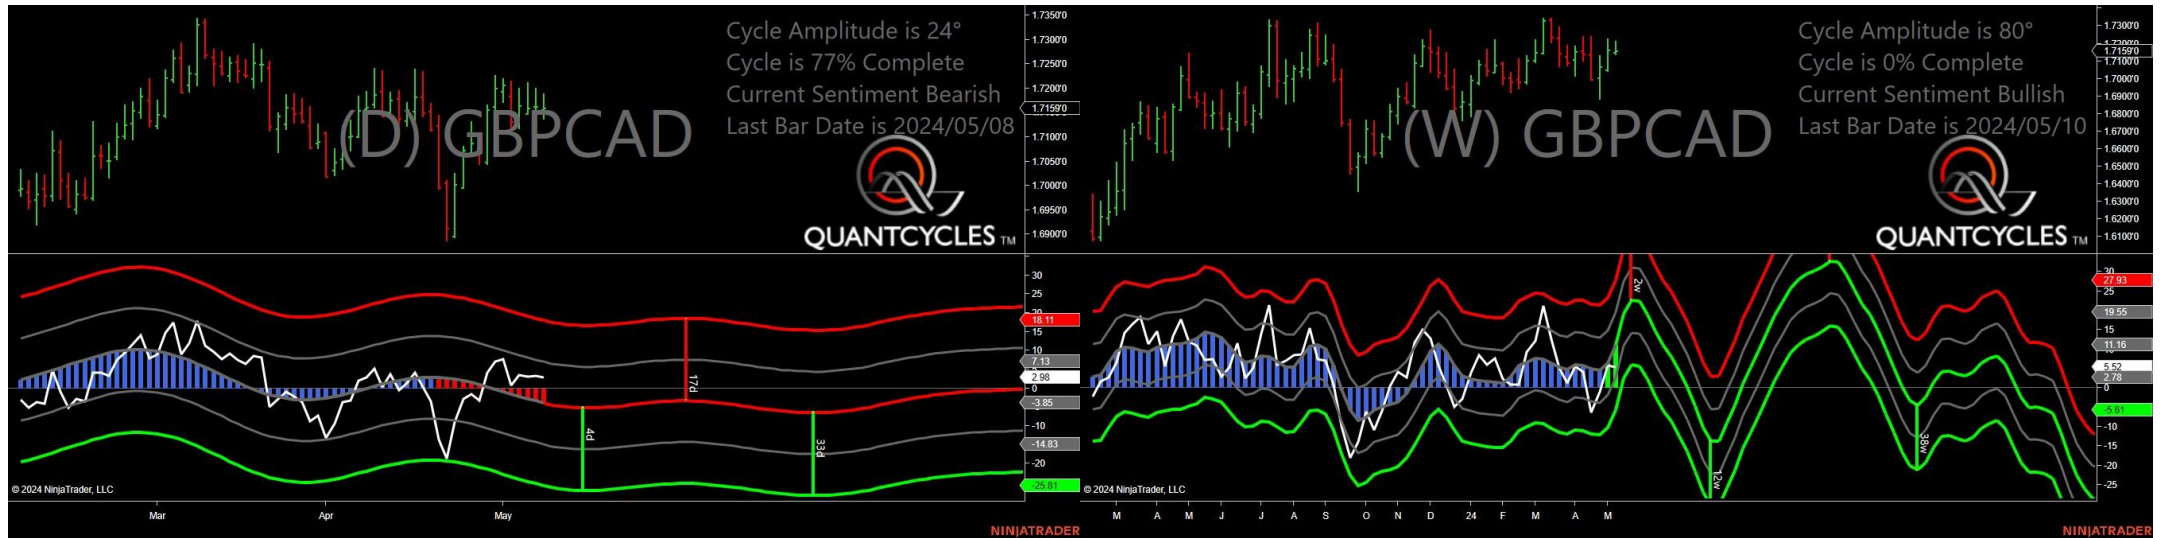 Cycle Amplitude is 24°
Cycle is 77% Complete
Current Sentiment Bearish
Last Bar Date is 2024/05/08
(D) GBPCAD
QUANTCYCLES TM
1.7350'0
1.7300'0
1.7250'0
1.7200'0
1.7159'0
1.7100'0
1.7050'0
1.7000'0
1.6950'0
1.6900'0
30
25
18.11
15
10
7.13
2.98
0
-3.85
-10
-14.83
-20
-25.81
4d
17d
33d
© 2024 NinjaTrader, LLC
Mar
Apr
May
NINJATRADER
Cycle Amplitude is 80°
Cycle is 0% Complete
Current Sentiment Bullish
Last Bar Date is 2024/05/10
(W) GBPCAD
QUANTCYCLES TM
1.7300'0
1.7159'0
1.7100'0
1.7000'0
1.6900'0
1.6800'0
1.6700'0
1.6600'0
1.6500'0
1.6400'0
1.6300'0
1.6200'0
1.6100'0
30
27.93
25
19.55
15
11.16
5.52
2.78
0
-5.61
-10
-15
-20
-25
2w
12w
38w
© 2024 NinjaTrader, LLC
M A M J J A S O N D 24 F M A M
NINJATRADER